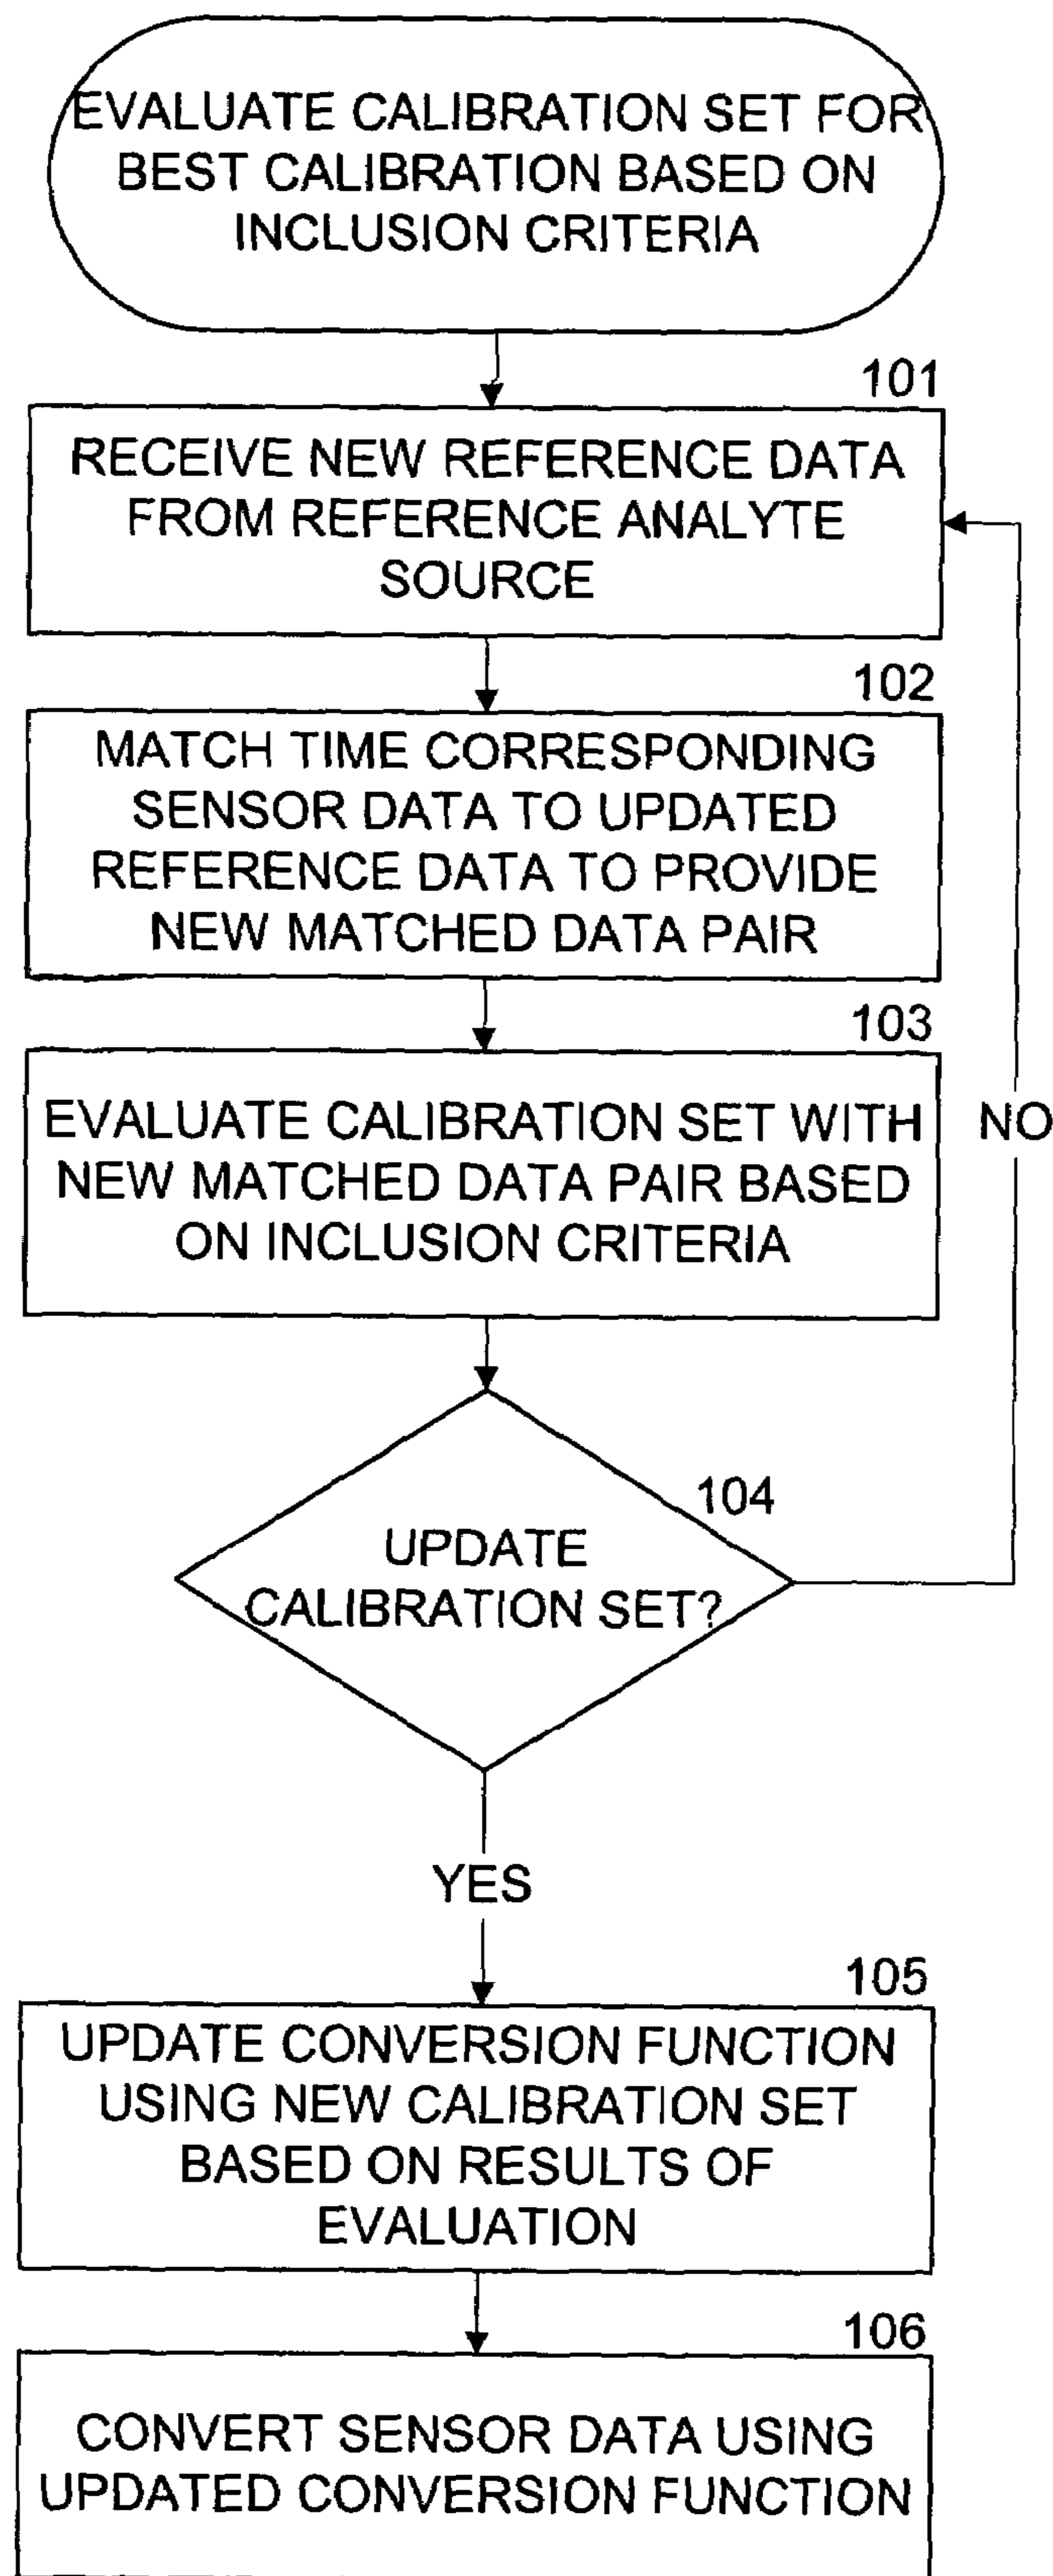 EVALUATE CALIBRATION SET FOR
BEST CALIBRATION BASED ON
INCLUSION CRITERIA
101
RECEIVE NEW REFERENCE DATA
FROM REFERENCE ANALYTE
SOURCE
102
MATCH TIME CORRESPONDING
SENSOR DATA TO UPDATED
REFERENCE DATA TO PROVIDE
NEW MATCHED DATA PAIR
103
EVALUATE CALIBRATION SET WITH
NEW MATCHED DATA PAIR BASED
ON INCLUSION CRITERIA
NO
104
UPDATE
CALIBRATION SET?
YES
105
UPDATE CONVERSION FUNCTION
USING NEW CALIBRATION SET
BASED ON RESULTS OF
EVALUATION
106
CONVERT SENSOR DATA USING
UPDATED CONVERSION FUNCTION